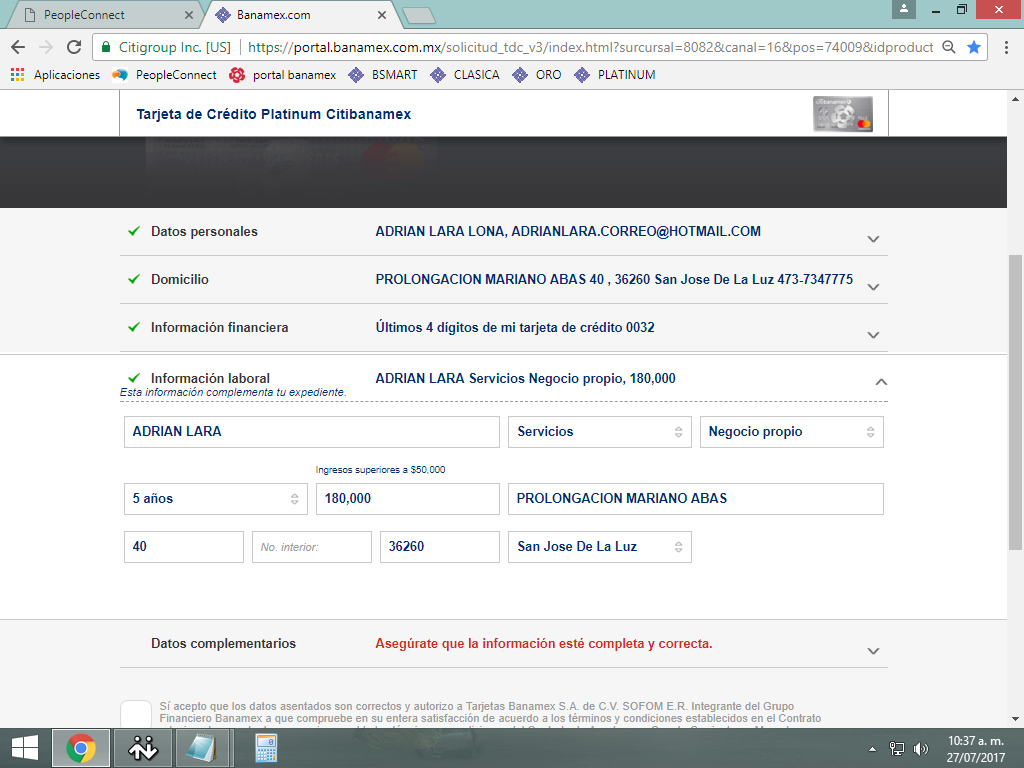 PeopleConnect
Banamex.com
Citigroup Inc. [US]
https://portal.banamex.com.mx/solicitud_tdc_v3/index.html?surcursal=8082&canal=16&pos=74009&idproduct
Aplicaciones PeopleConnect portal banamex BSMART CLASICA ORO PLATINUM
Tarjeta de Crédito Platinum Citibanamex
Datos personales ADRIAN LARA LONA, ADRIANLARA.CORREO@HOTMAIL.COM
Domicilio PROLONGACION MARIANO ABAS 40 , 36260 San Jose De La Luz 473-7347775
Información financiera Últimos 4 dígitos de mi tarjeta de crédito 0032
Información laboral ADRIAN LARA Servicios Negocio propio, 180,000
Esta información complementa tu expediente.
ADRIAN LARA Servicios Negocio propio
Ingresos superiores a $50,000
5 años 180,000 PROLONGACION MARIANO ABAS
40 No. interior: 36260 San Jose De La Luz
Datos complementarios Asegúrate que la información esté completa y correcta.
Sí acepto que los datos asentados son correctos y autorizo a Tarjetas Banamex S.A. de C.V. SOFOM E.R. Integrante del Grupo
Financiero Banamex a que compruebe en su entera satisfacción de acuerdo a los términos y condiciones establecidos en el Contrato
10:37 a. m.
27/07/2017